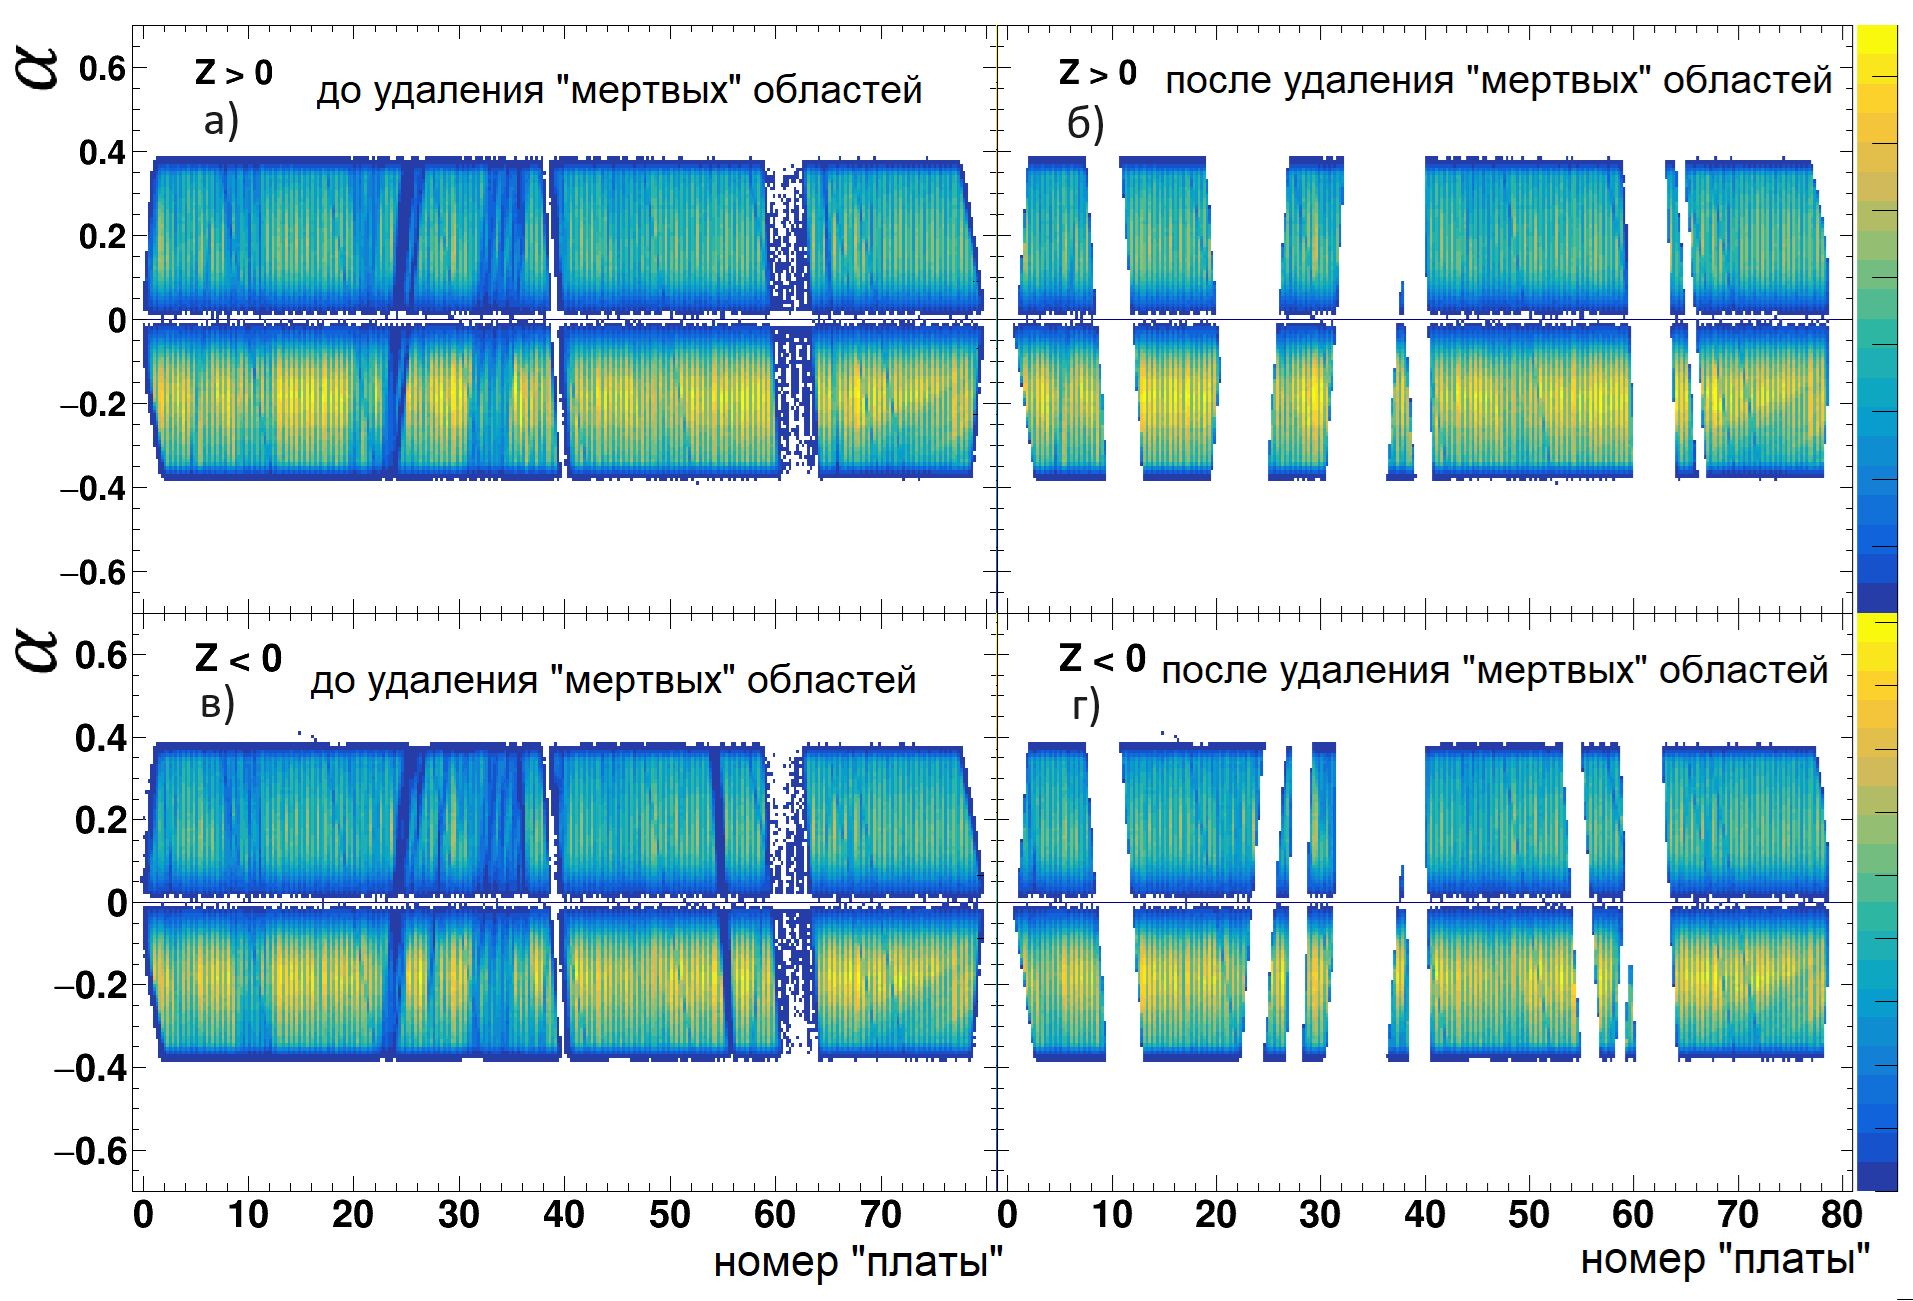 α
0.6
0.4
0.2
0
−0.2
−0.4
−0.6
Z > 0
до удаления "мертвых" областей
а)
Z > 0
после удаления "мертвых" областей
б)
α
0.6
0.4
0.2
0
−0.2
−0.4
−0.6
Z < 0
до удаления "мертвых" областей
в)
Z < 0
после удаления "мертвых" областей
г)
0 10 20 30 40 50 60 70
0 10 20 30 40 50 60 70 80
номер "платы"
номер "платы"